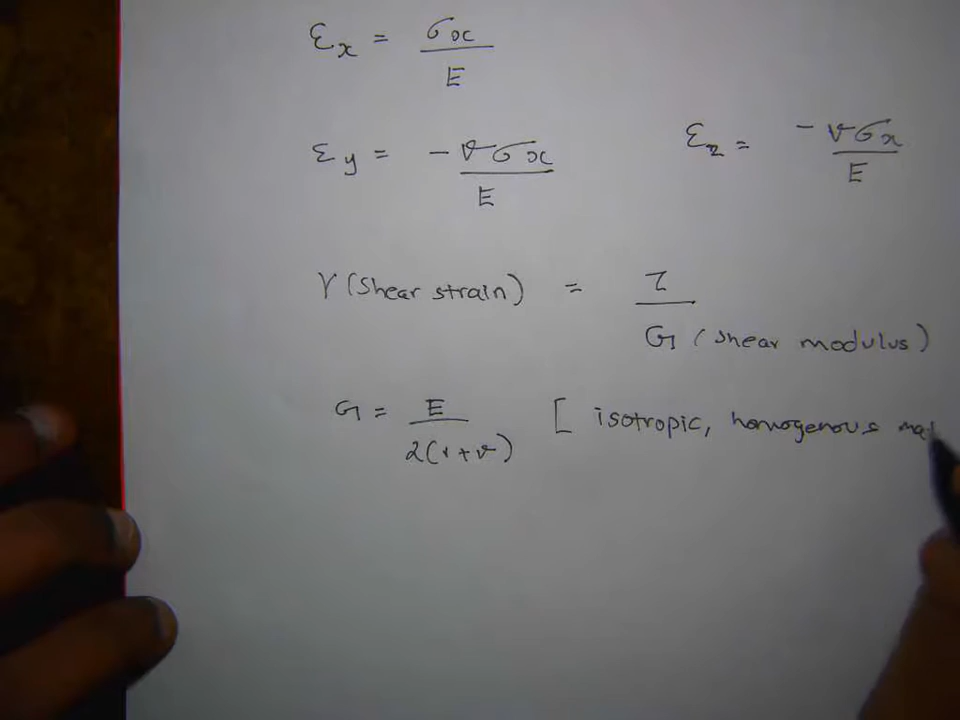 εx = σx / E
εy = -νσx / E    εz = -νσx / E
γ (Shear strain) = τ / G (shear modulus)
G = E / 2(1+ν) [ isotropic, homogenous